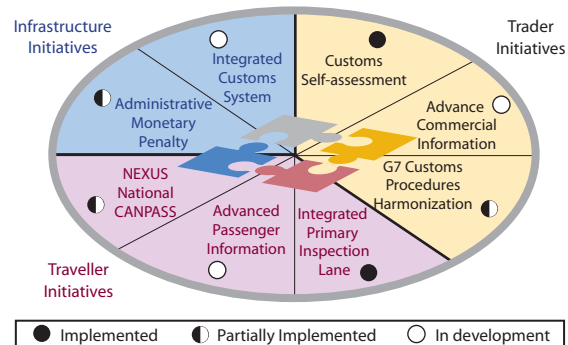 Infrastructure
Initiatives
Trader
Initiatives
Integrated
Customs
System
Customs
Self-assessment
Administrative
Monetary
Penalty
Advance
Commercial
Information
NEXUS
National
CANPASS
G7 Customs
Procedures
Harmonization
Advanced
Passenger
Information
Integrated
Primary
Inspection
Lane
Traveller
Initiatives
Implemented
Partially Implemented
In development